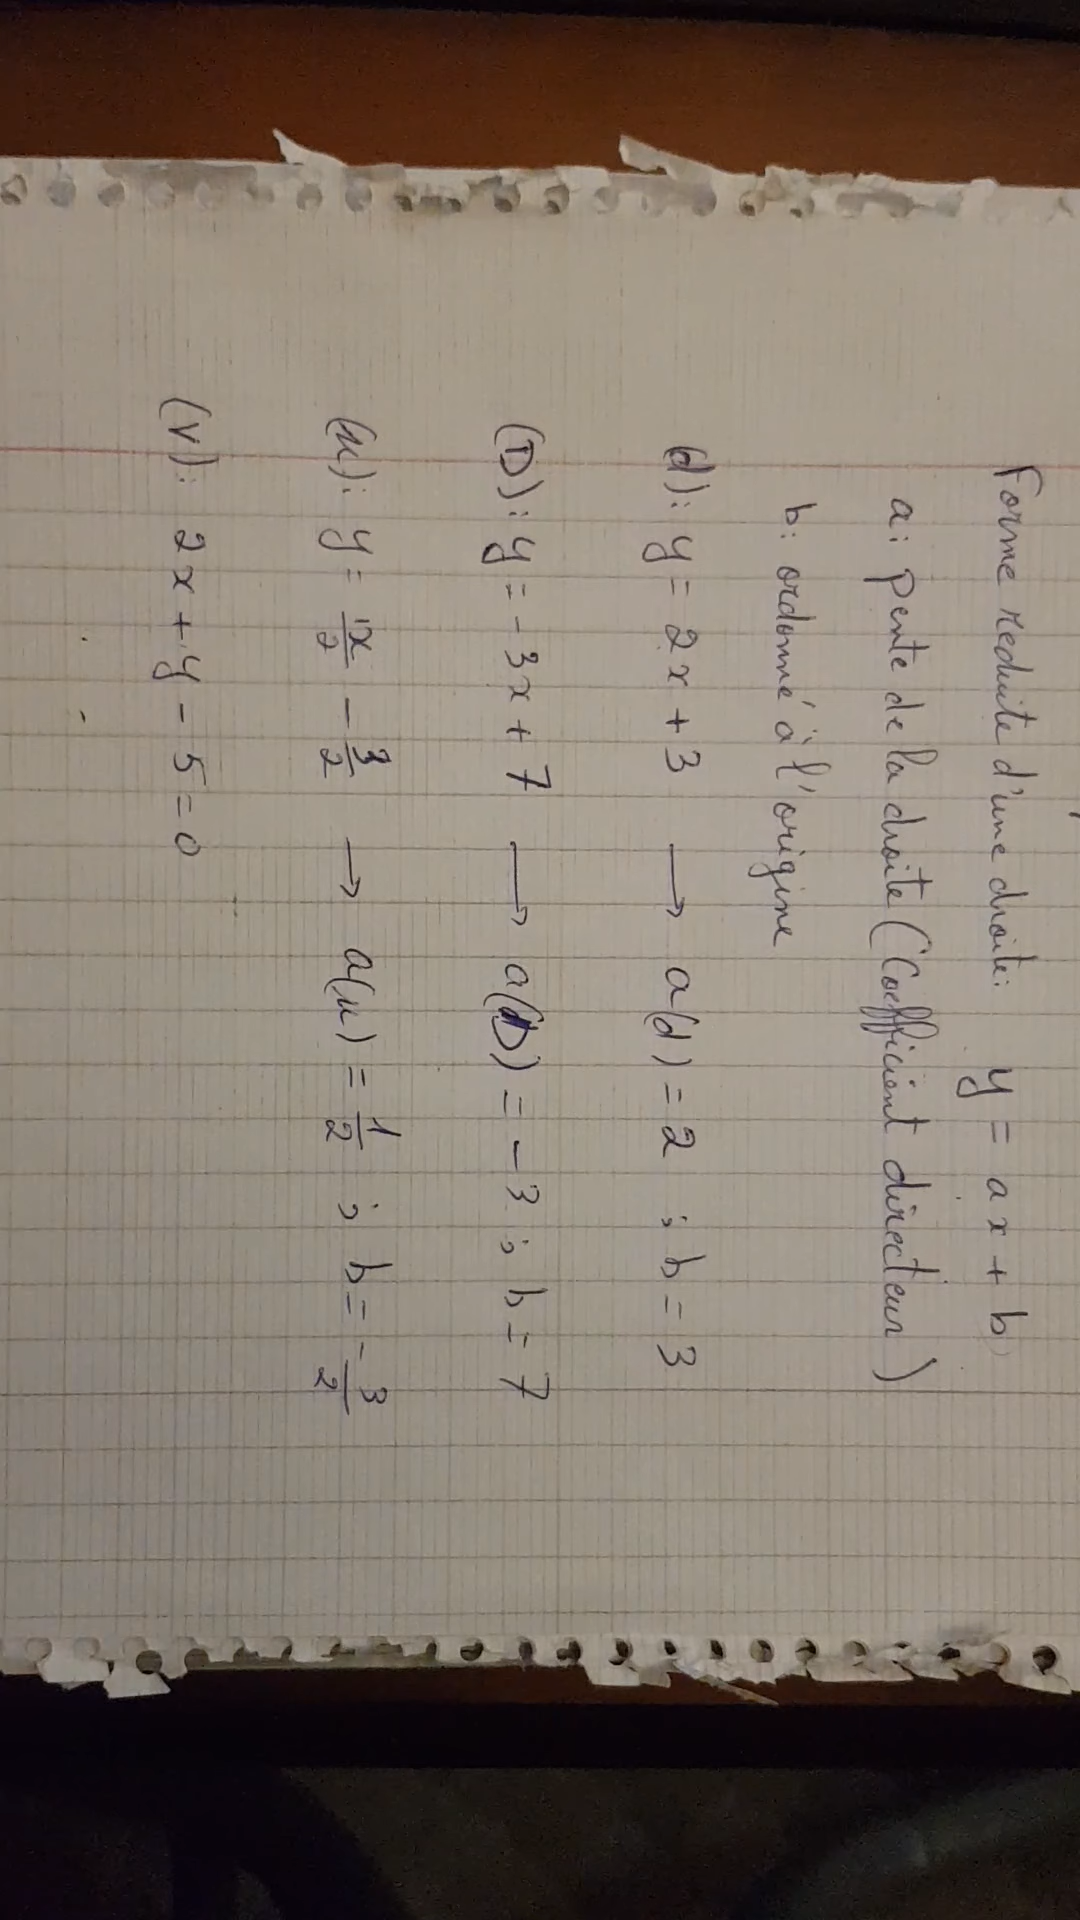 Forme reduite d'une droite: y = ax + b
a: pente de la droite (Coefficient directeur)
b: ordonné à l'origine
(d): y = 2x + 3 → a(d) = 2 ; b = 3
(D): y = -3x + 7 → a(D) = -3 ; b = 7
(u): y = x/2 - 3/2 → a(u) = 1/2 ; b = -3/2
(v): 2x + y - 5 = 0